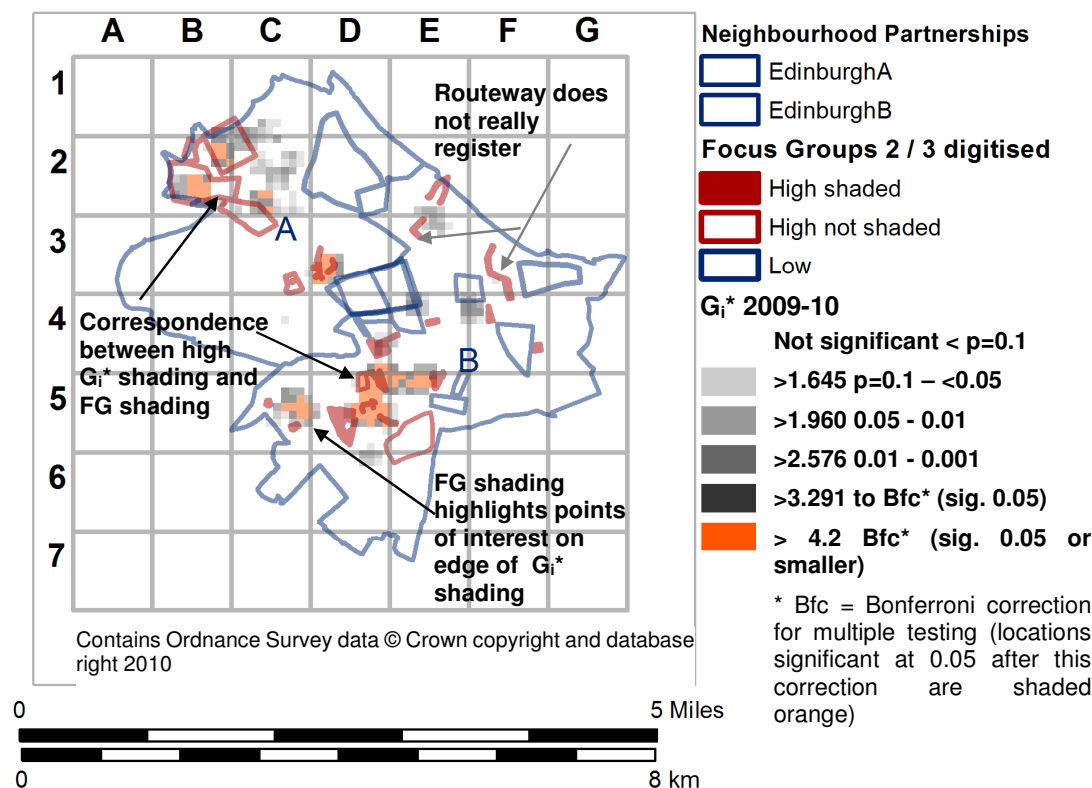 A B C D E F G
1
2
3
4
5
6
7
Routeway does
not really
register
A
B
Correspondence
between high
Gi* shading and
FG shading
FG shading
highlights points
of interest on
edge of Gi*
shading
Contains Ordnance Survey data © Crown copyright and database
right 2010
0 5 Miles
0 8 km
Neighbourhood Partnerships
EdinburghA
EdinburghB
Focus Groups 2 / 3 digitised
High shaded
High not shaded
Low
Gi* 2009-10
Not significant < p=0.1
>1.645 p=0.1 – <0.05
>1.960 0.05 - 0.01
>2.576 0.01 - 0.001
>3.291 to Bfc* (sig. 0.05)
> 4.2 Bfc* (sig. 0.05 or
smaller)
* Bfc = Bonferroni correction
for multiple testing (locations
significant at 0.05 after this
correction are shaded
orange)